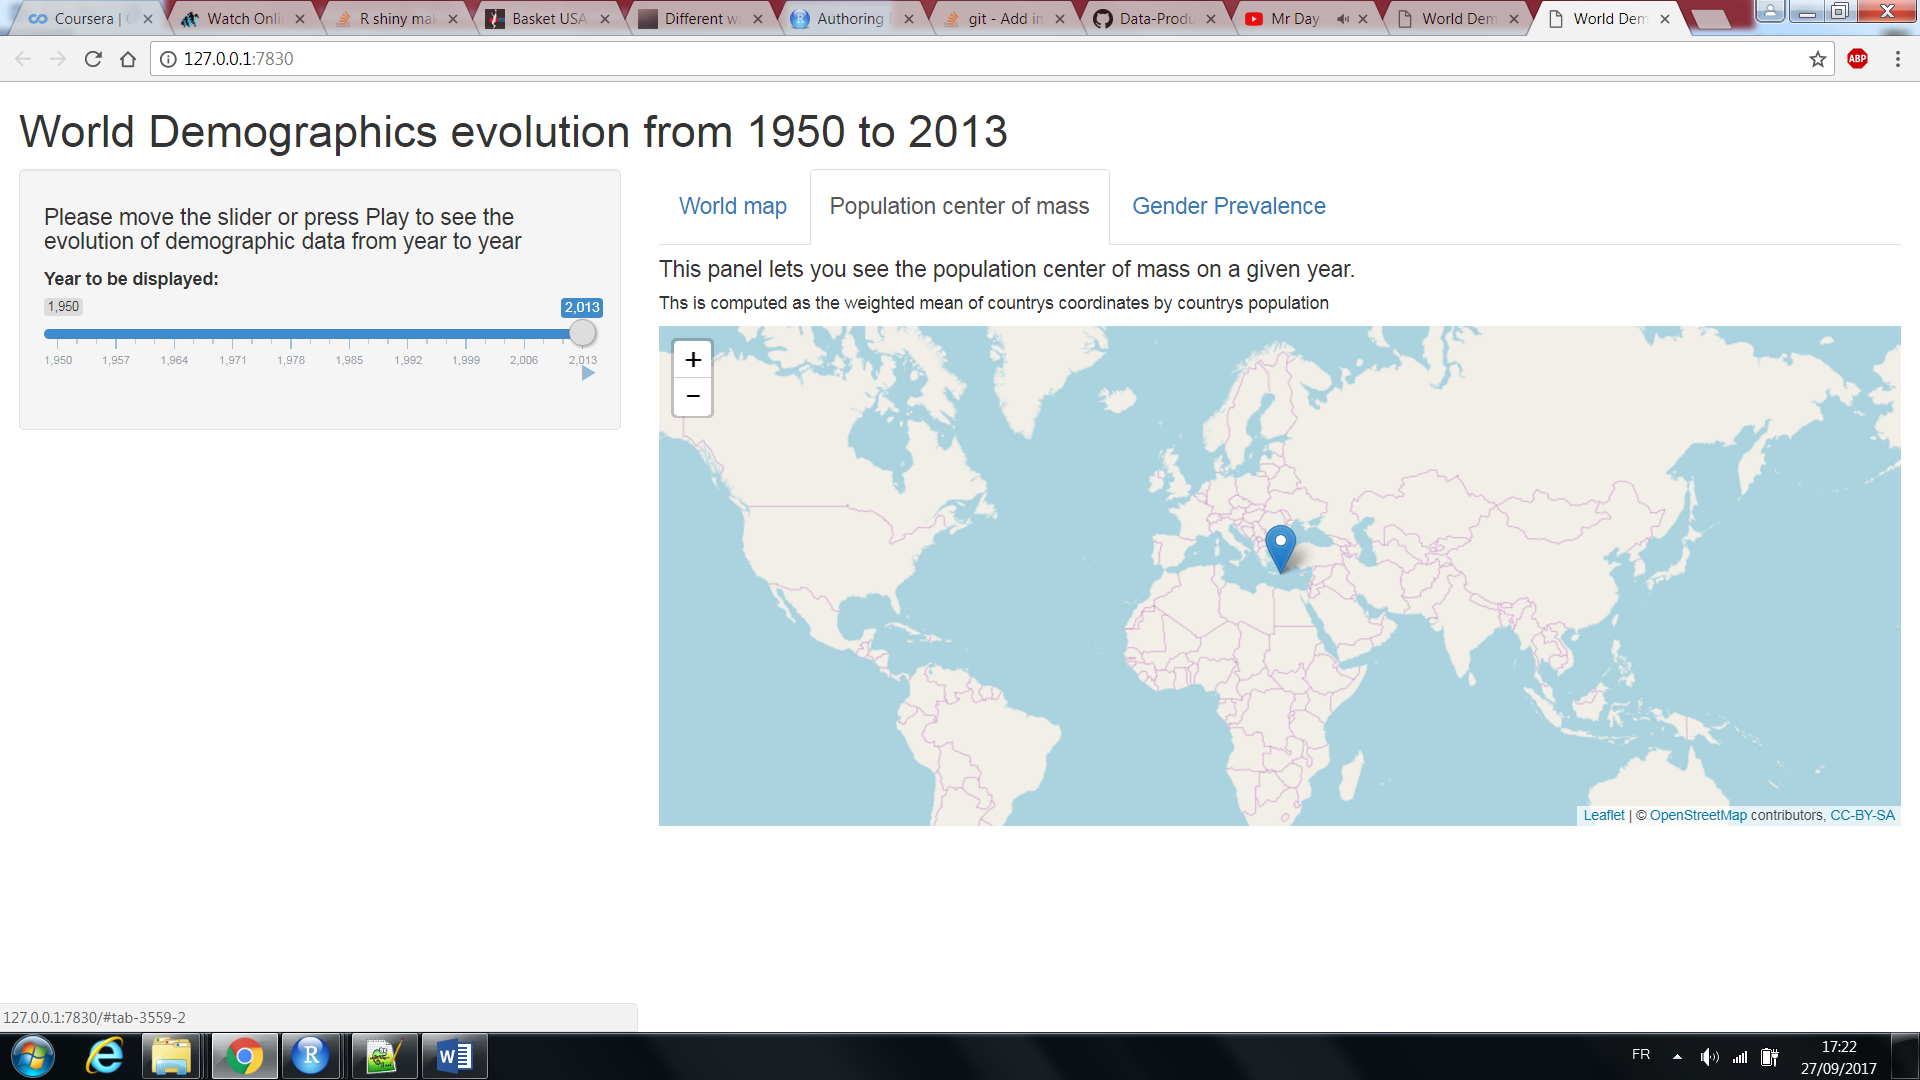 Coursera |
Watch Onli
R shiny mal
Basket USA
Different wa
Authoring
git - Add in
Data-Produ
Mr Day
World Dem
World Dem
127.0.0.1:7830
ABP
World Demographics evolution from 1950 to 2013
Please move the slider or press Play to see the
evolution of demographic data from year to year
Year to be displayed:
1,950
2,013
1,950 1,957 1,964 1,971 1,978 1,985 1,992 1,999 2,006 2,013
World map
Population center of mass
Gender Prevalence
This panel lets you see the population center of mass on a given year.
Ths is computed as the weighted mean of countrys coordinates by countrys population
+
−
Leaflet | © OpenStreetMap contributors, CC-BY-SA
127.0.0.1:7830/#tab-3559-2
FR
17:22
27/09/2017